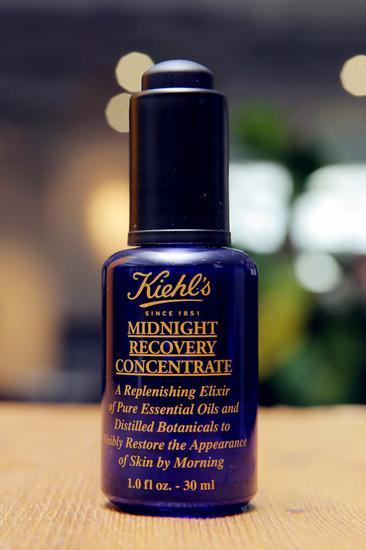 Kiehl's
SINCE 1851
MIDNIGHT
RECOVERY
CONCENTRATE
A Replenishing Elixir
of Pure Essential Oils and
Distilled Botanicals to
Visibly Restore the Appearance
of Skin by Morning
1.0 fl oz. - 30 ml